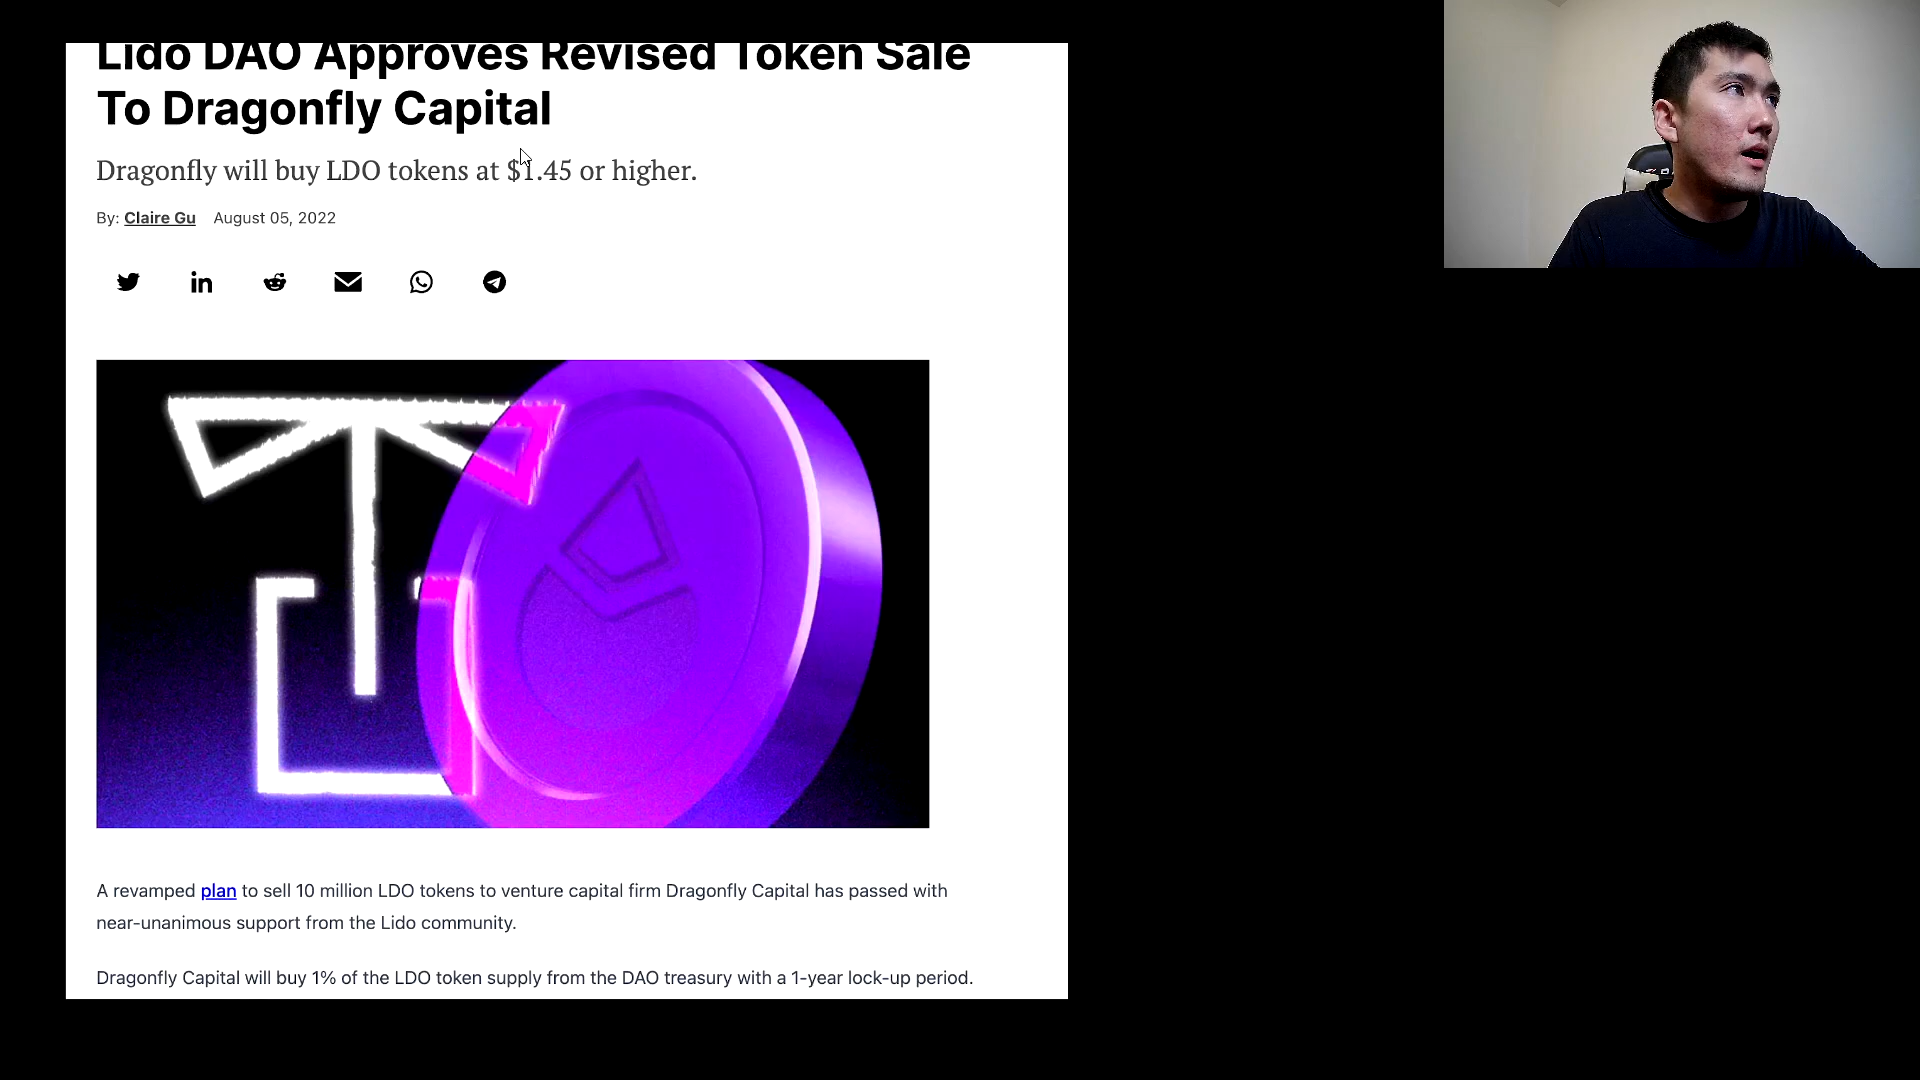 Lido DAO Approves Revised Token Sale
To Dragonfly Capital
Dragonfly will buy LDO tokens at $1.45 or higher.
By: Claire Gu August 05, 2022
in
A revamped plan to sell 10 million LDO tokens to venture capital firm Dragonfly Capital has passed with
near-unanimous support from the Lido community.
Dragonfly Capital will buy 1% of the LDO token supply from the DAO treasury with a 1-year lock-up period.